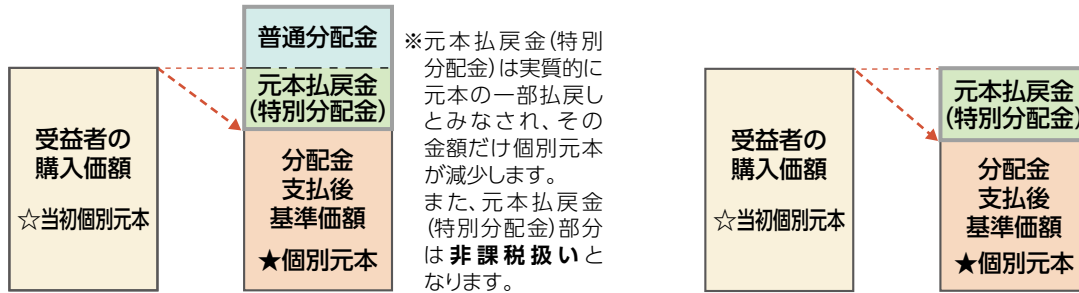 受益者の
購入価額
☆当初個別元本
普通分配金
元本払戻金
(特別分配金)
分配金
支払後
基準価額
★個別元本
※元本払戻金(特別
分配金)は実質的に
元本の一部払戻し
とみなされ、その
金額だけ個別元本
が減少します。
また、元本払戻金
(特別分配金)部分
は非課税扱いと
なります。
受益者の
購入価額
☆当初個別元本
元本払戻金
(特別分配金)
分配金
支払後
基準価額
★個別元本